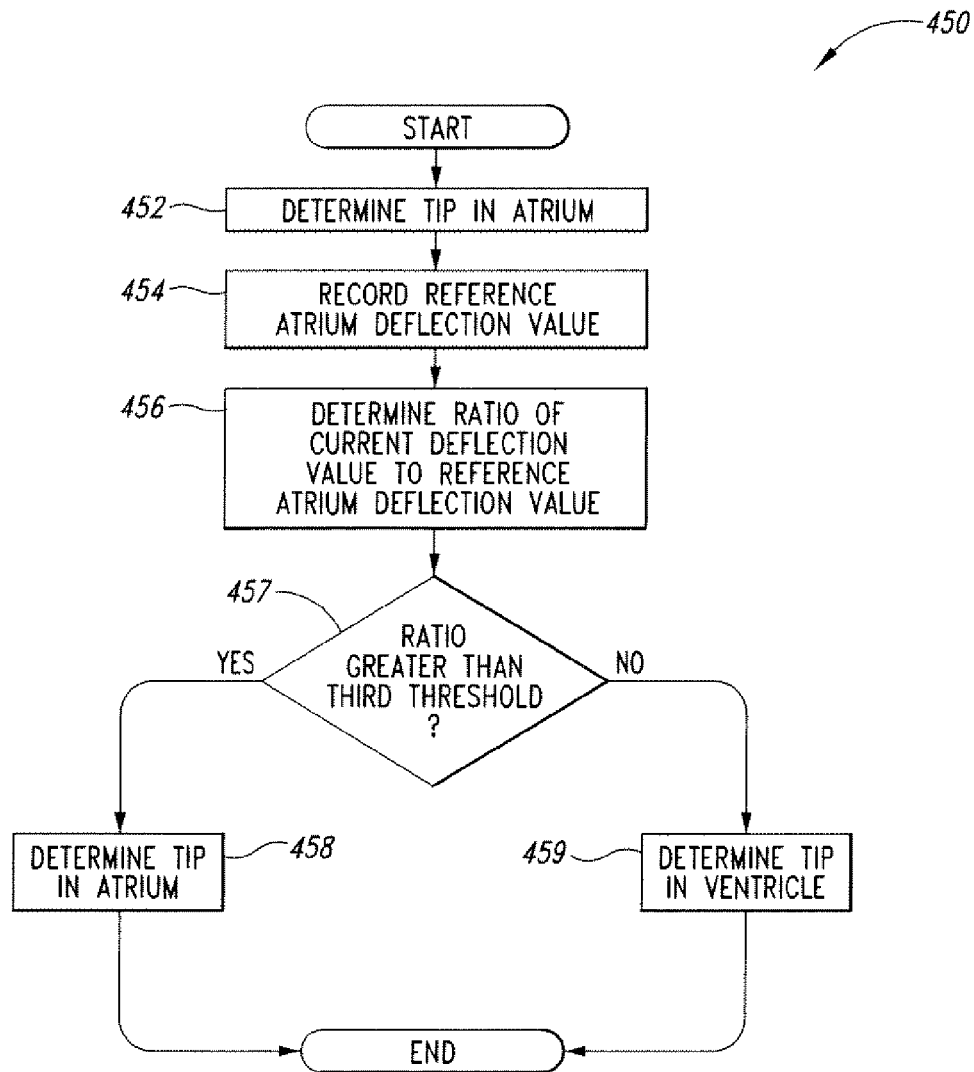 450
START
452
DETERMINE TIP IN ATRIUM
454
RECORD REFERENCE
ATRIUM DEFLECTION VALUE
456
DETERMINE RATIO OF
CURRENT DEFLECTION
VALUE TO REFERENCE
ATRIUM DEFLECTION VALUE
457
RATIO
GREATER THAN
THIRD THRESHOLD
?
YES
NO
DETERMINE TIP
IN ATRIUM
458
459
DETERMINE TIP
IN VENTRICLE
END